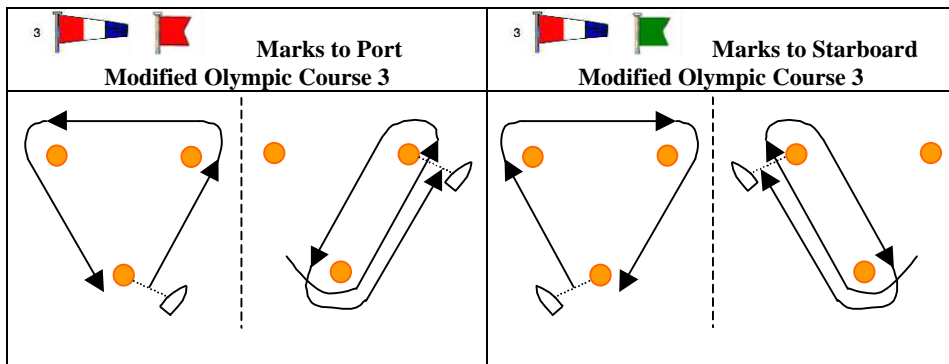 3
Marks to Port
Modified Olympic Course 3
3
Marks to Starboard
Modified Olympic Course 3